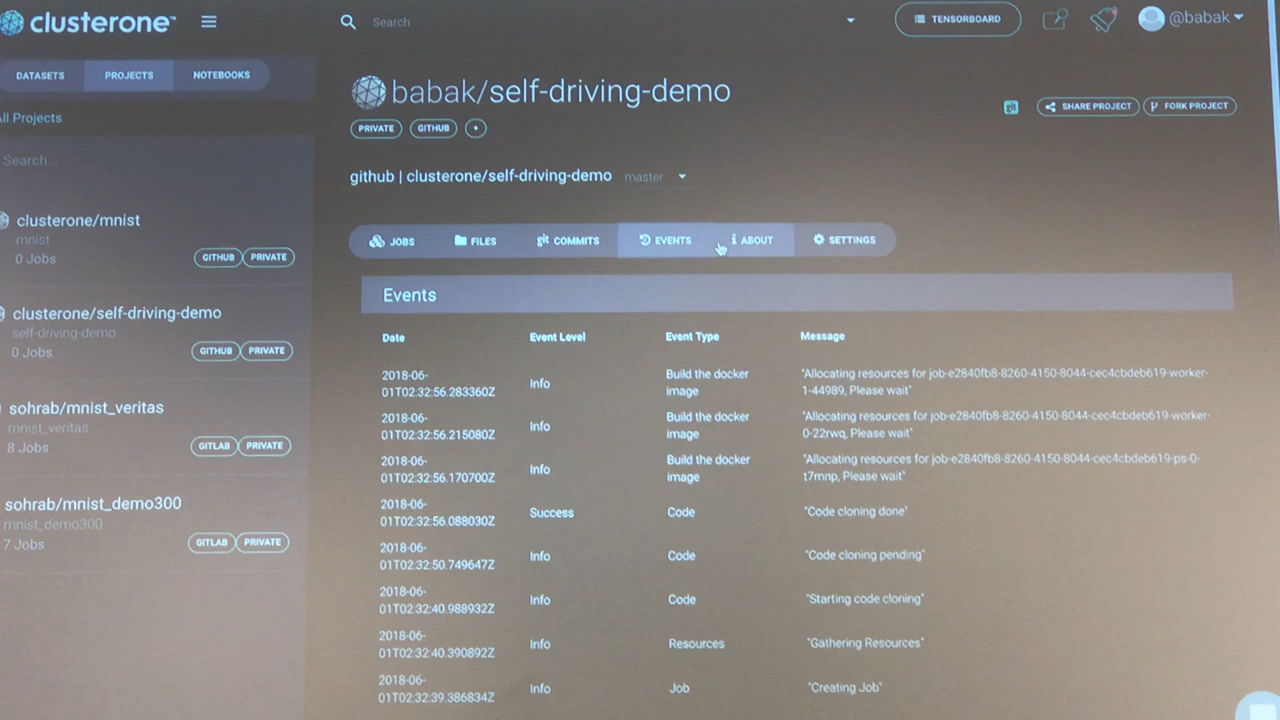 clusterone™
Search
TENSORBOARD
@babak
DATASETS
PROJECTS
NOTEBOOKS
All Projects
Search...
clusterone/mnist
mnist
0 Jobs
GITHUB
PRIVATE
clusterone/self-driving-demo
self-driving-demo
0 Jobs
GITHUB
PRIVATE
sohrab/mnist_veritas
mnist_veritas
8 Jobs
GITLAB
PRIVATE
sohrab/mnist_demo300
mnist_demo300
7 Jobs
GITLAB
PRIVATE
babak/self-driving-demo
PRIVATE
GITHUB
+
git
SHARE PROJECT
FORK PROJECT
github | clusterone/self-driving-demo master
JOBS
FILES
git COMMITS
EVENTS
ABOUT
SETTINGS
Events
Date Event Level Event Type Message
2018-06-
01T02:32:56.283360Z
Info
Build the docker
image
"Allocating resources for job-e2840fb8-8260-4150-8044-cec4cbdeb619-worker-
1-44989, Please wait"
2018-06-
01T02:32:56.215080Z
Info
Build the docker
image
"Allocating resources for job-e2840fb8-8260-4150-8044-cec4cbdeb619-worker-
0-22rwq, Please wait"
2018-06-
01T02:32:56.170700Z
Info
Build the docker
image
"Allocating resources for job-e2840fb8-8260-4150-8044-cec4cbdeb619-ps-0-
t7mnp, Please wait"
2018-06-
01T02:32:56.088030Z
Success
Code
"Code cloning done"
2018-06-
01T02:32:50.749647Z
Info
Code
"Code cloning pending"
2018-06-
01T02:32:40.988932Z
Info
Code
"Starting code cloning"
2018-06-
01T02:32:40.390892Z
Info
Resources
"Gathering Resources"
2018-06-
01T02:32:39.386834Z
Info
Job
"Creating Job"